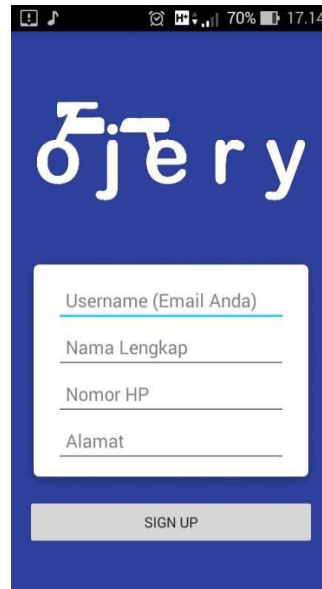 70% 17.14
ojery
Username (Email Anda)
Nama Lengkap
Nomor HP
Alamat
SIGN UP